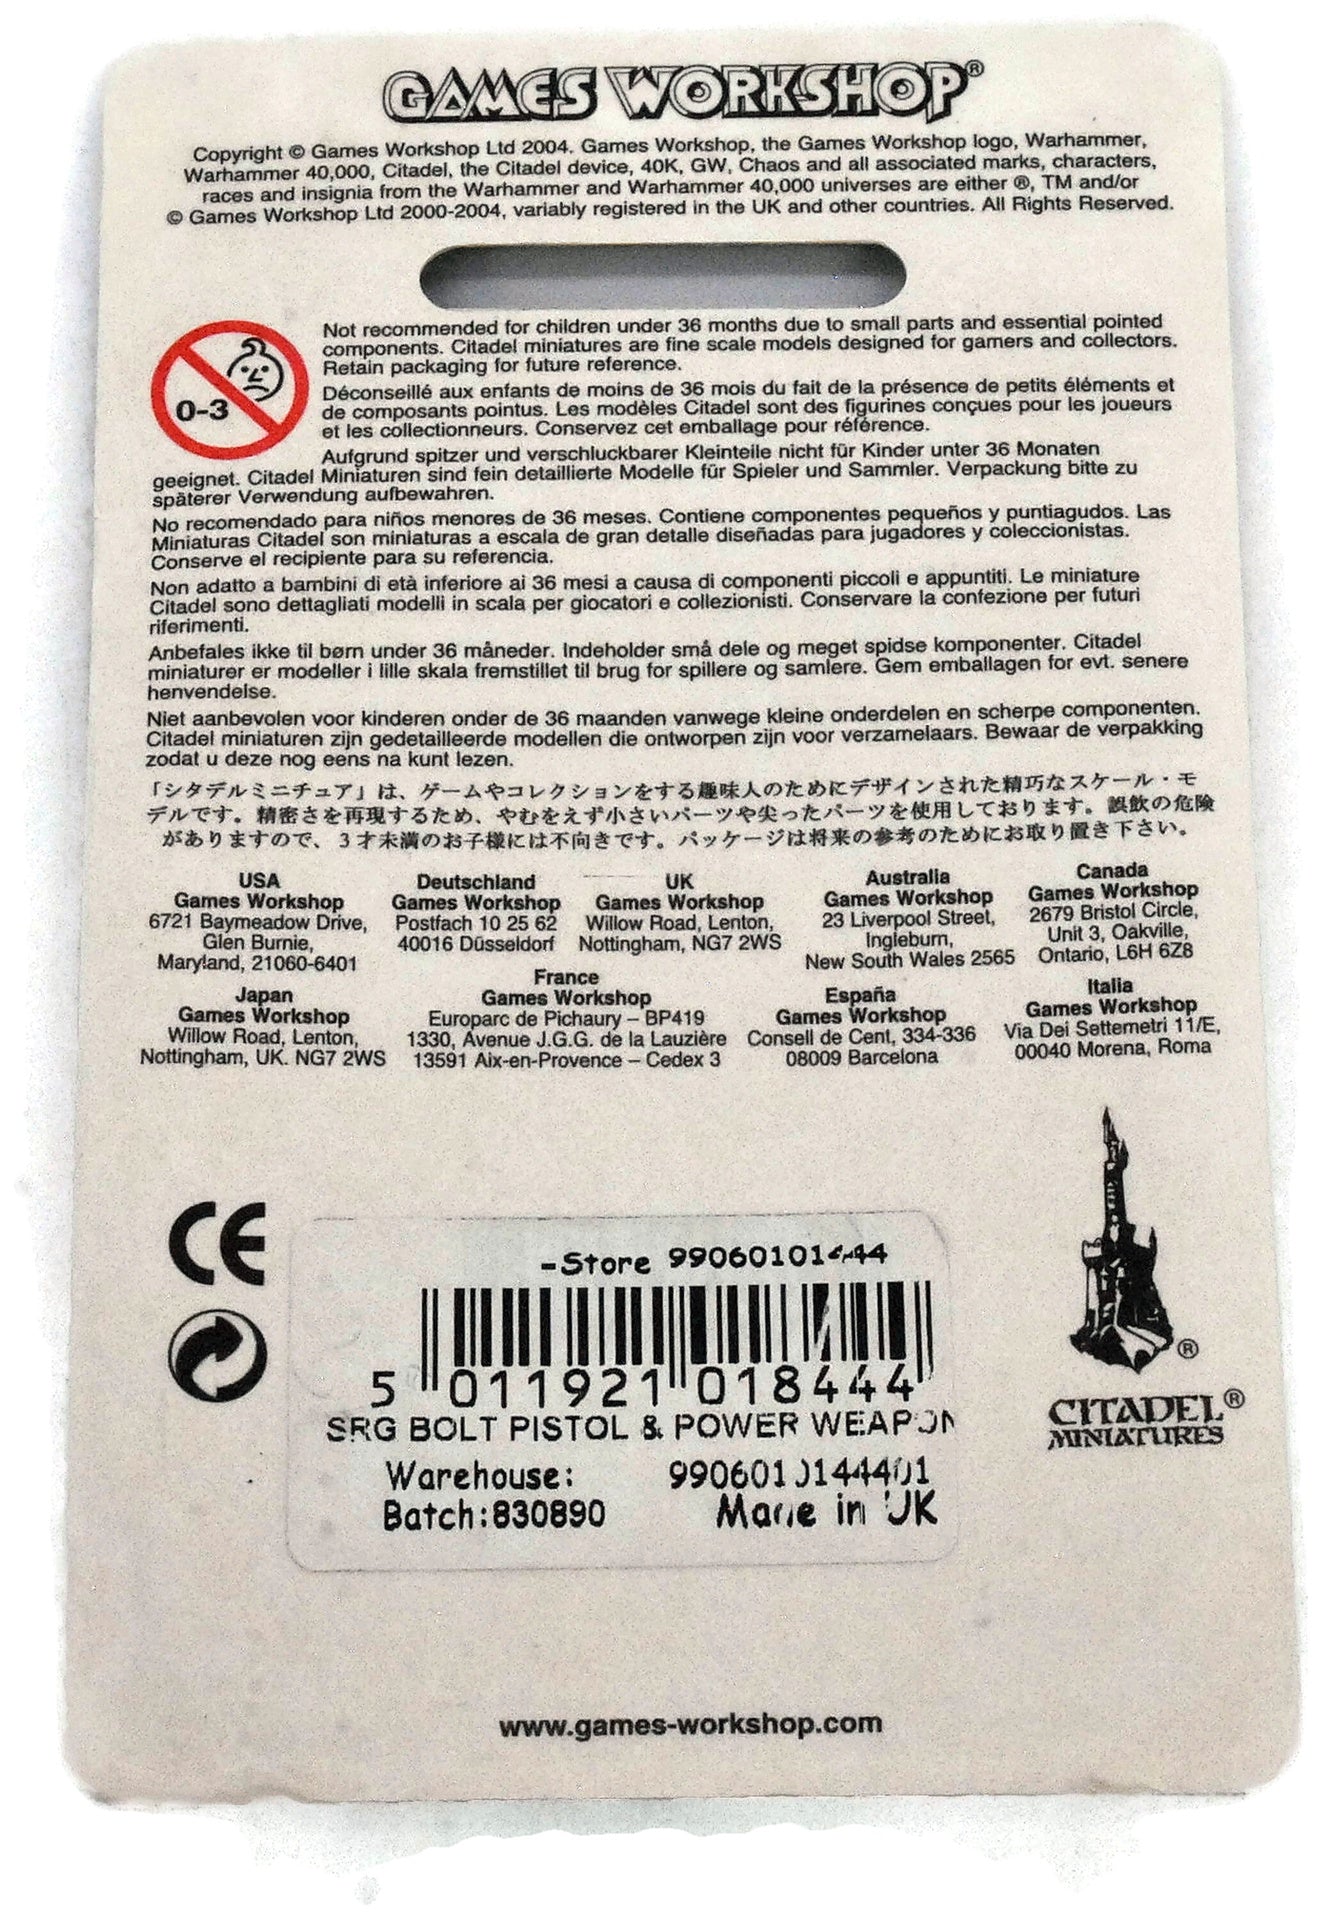 GAMES WORKSHOP®
Copyright © Games Workshop Ltd 2004. Games Workshop, the Games Workshop logo, Warhammer,
Warhammer 40,000, Citadel, the Citadel device, 40K, GW, Chaos and all associated marks, characters,
races and insignia from the Warhammer and Warhammer 40,000 universes are either ®, TM and/or
© Games Workshop Ltd 2000-2004, variably registered in the UK and other countries. All Rights Reserved.
0-3
Not recommended for children under 36 months due to small parts and essential pointed
components. Citadel miniatures are fine scale models designed for gamers and collectors.
Retain packaging for future reference.
Déconseillé aux enfants de moins de 36 mois du fait de la présence de petits éléments et
de composants pointus. Les modèles Citadel sont des figurines conçues pour les joueurs
et les collectionneurs. Conservez cet emballage pour référence.
Aufgrund spitzer und verschluckbarer Kleinteile nicht für Kinder unter 36 Monaten
geeignet. Citadel Miniaturen sind fein detaillierte Modelle für Spieler und Sammler. Verpackung bitte zu
späterer Verwendung aufbewahren.
No recomendado para niños menores de 36 meses. Contiene componentes pequeños y puntiagudos. Las
Miniaturas Citadel son miniaturas a escala de gran detalle diseñadas para jugadores y coleccionistas.
Conserve el recipiente para su referencia.
Non adatto a bambini di età inferiore ai 36 mesi a causa di componenti piccoli e appuntiti. Le miniature
Citadel sono dettagliati modelli in scala per giocatori e collezionisti. Conservare la confezione per futuri
riferimenti.
Anbefales ikke til børn under 36 måneder. Indeholder små dele og meget spidse komponenter. Citadel
miniaturer er modeller i lille skala fremstillet til brug for spillere og samlere. Gem emballagen for evt. senere
henvendelse.
Niet aanbevolen voor kinderen onder de 36 maanden vanwege kleine onderdelen en scherpe componenten.
Citadel miniaturen zijn gedetailleerde modellen die ontworpen zijn voor verzamelaars. Bewaar de verpakking
zodat u deze nog eens na kunt lezen.
「シタデルミニチュア」は、ゲームやコレクションをする趣味人のためにデザインされた精巧なスケール・モ
デルです。精密さを再現するため、やむをえず小さいパーツや尖ったパーツを使用しております。誤飲の危険
がありますので、３才未満のお子様には不向きです。パッケージは将来の参考のためにお取り置き下さい。
USA
Games Workshop
6721 Baymeadow Drive,
Glen Burnie,
Maryland, 21060-6401
Deutschland
Games Workshop
Postfach 10 25 62
40016 Düsseldorf
UK
Games Workshop
Willow Road, Lenton,
Nottingham, NG7 2WS
Australia
Games Workshop
23 Liverpool Street,
Ingleburn,
New South Wales 2565
Canada
Games Workshop
2679 Bristol Circle,
Unit 3, Oakville,
Ontario, L6H 6Z8
Japan
Games Workshop
Willow Road, Lenton,
Nottingham, UK. NG7 2WS
France
Games Workshop
Europarc de Pichaury – BP419
1330, Avenue J.G.G. de la Lauzière
13591 Aix-en-Provence – Cedex 3
España
Games Workshop
Consell de Cent, 334-336
08009 Barcelona
Italia
Games Workshop
Via Dei Settemetri 11/E,
00040 Morena, Roma
CE
-Store 99060101444
5 011921 018444
SRG BOLT PISTOL & POWER WEAPON
Warehouse: 9906010144401
Batch:830890 Made in UK
®
CITADEL®
MINIATURES
www.games-workshop.com